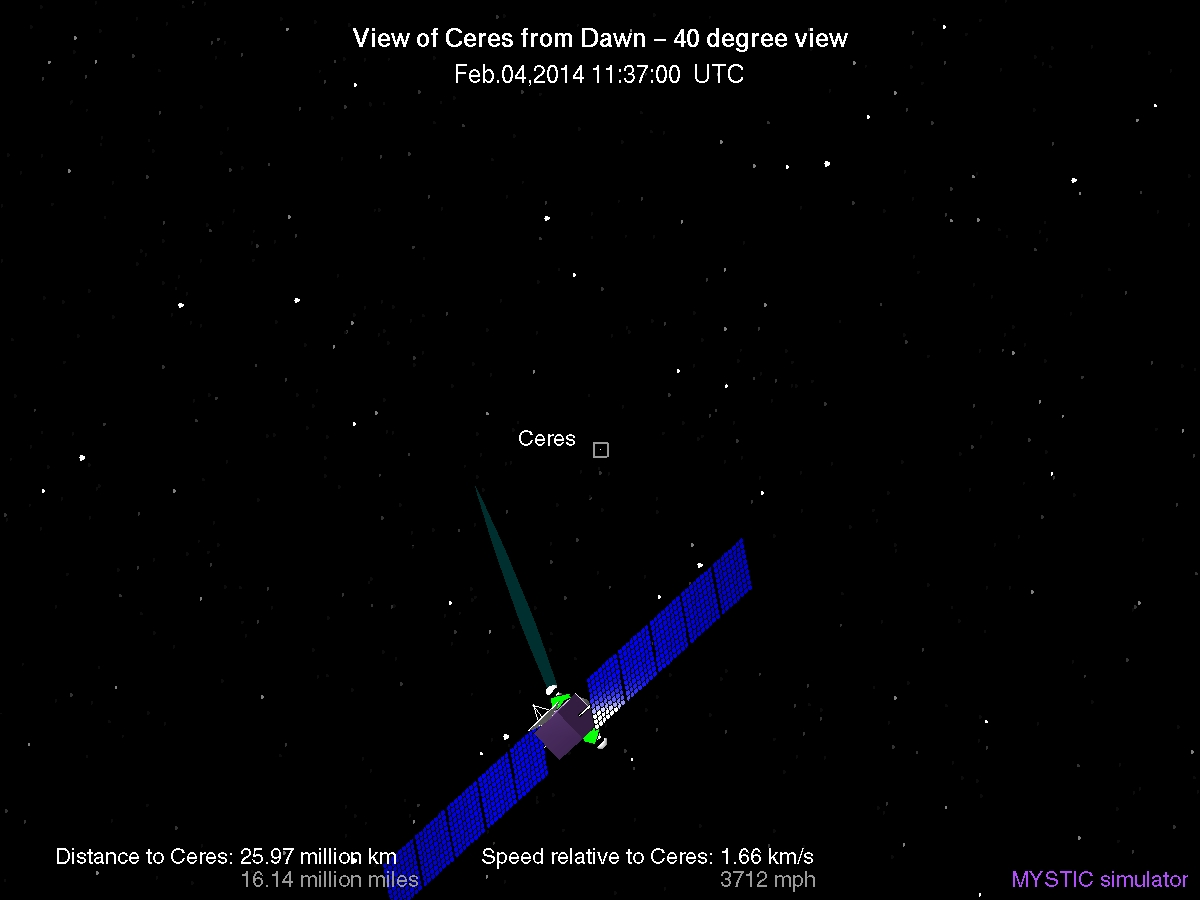 View of Ceres from Dawn – 40 degree view
Feb.04,2014 11:37:00 UTC
Ceres
Distance to Ceres: 25.97 million km
16.14 million miles
Speed relative to Ceres: 1.66 km/s
3712 mph
MYSTIC simulator